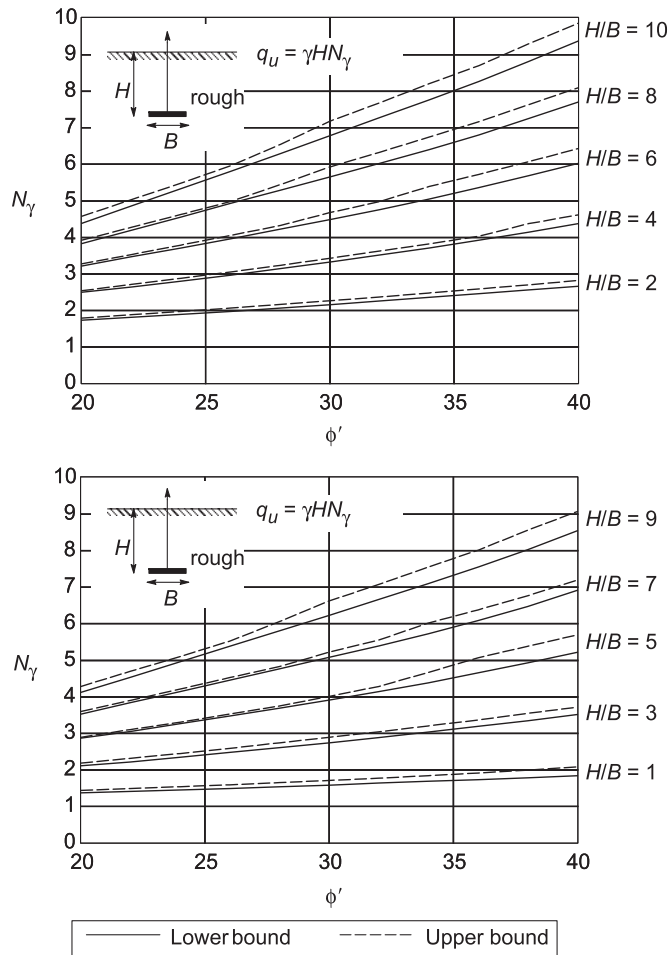 10
9
8
7
6
5
4
3
2
1
0
N_γ
H
B
rough
q_u = γHN_γ
H/B = 10
H/B = 8
H/B = 6
H/B = 4
H/B = 2
20 25 30 35 40
ϕ′
10
9
8
7
6
5
4
3
2
1
0
N_γ
H
B
rough
q_u = γHN_γ
H/B = 9
H/B = 7
H/B = 5
H/B = 3
H/B = 1
20 25 30 35 40
ϕ′
Lower bound Upper bound